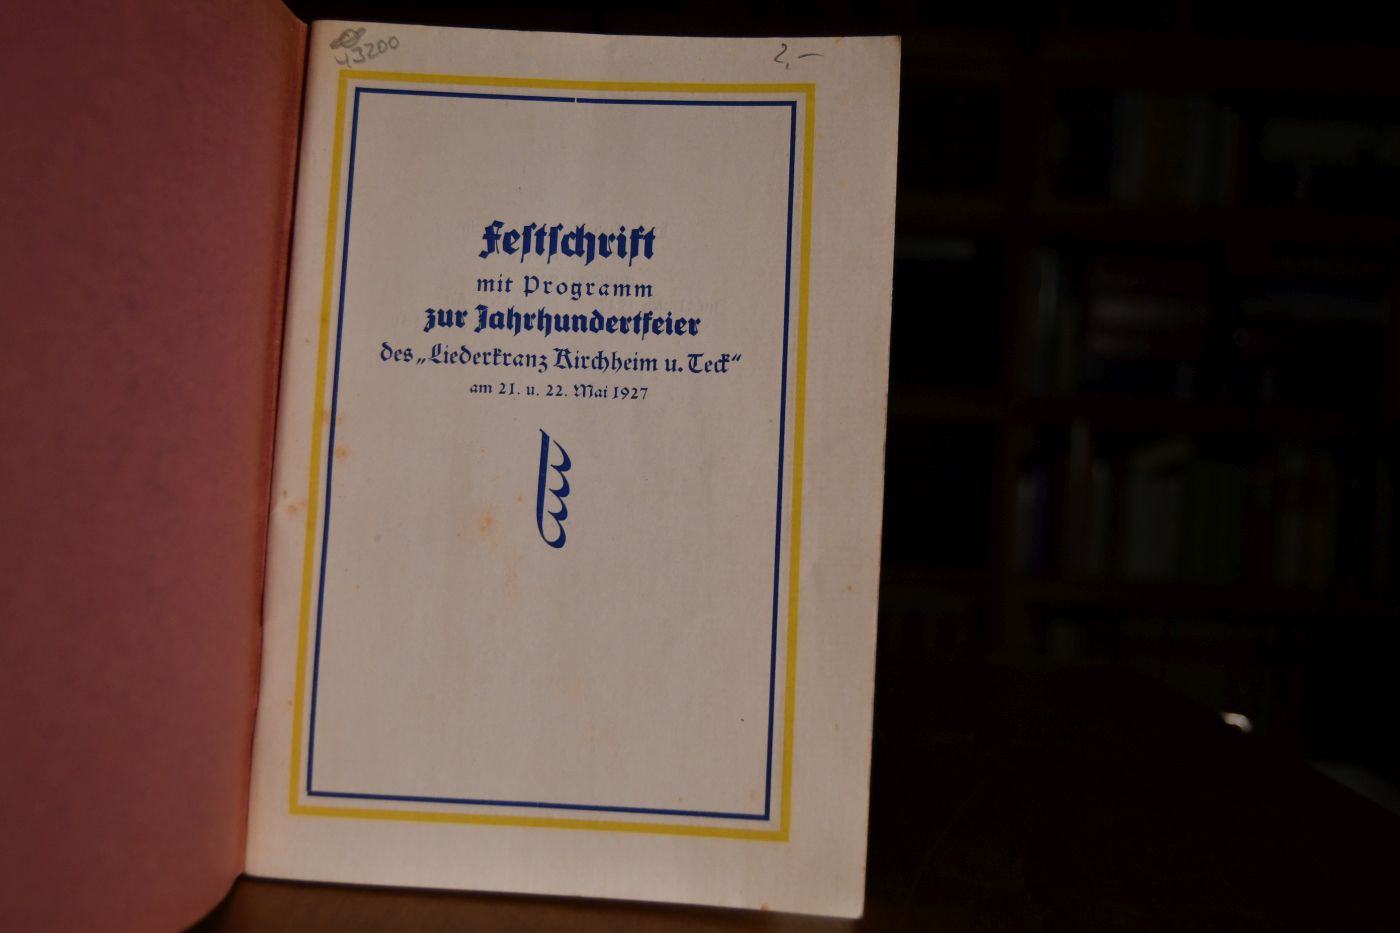 43200
2,–
Festschrift
mit Programm
zur Jahrhundertfeier
des „Liederkranz Kirchheim u. Teck“
am 21. u. 22. Mai 1927